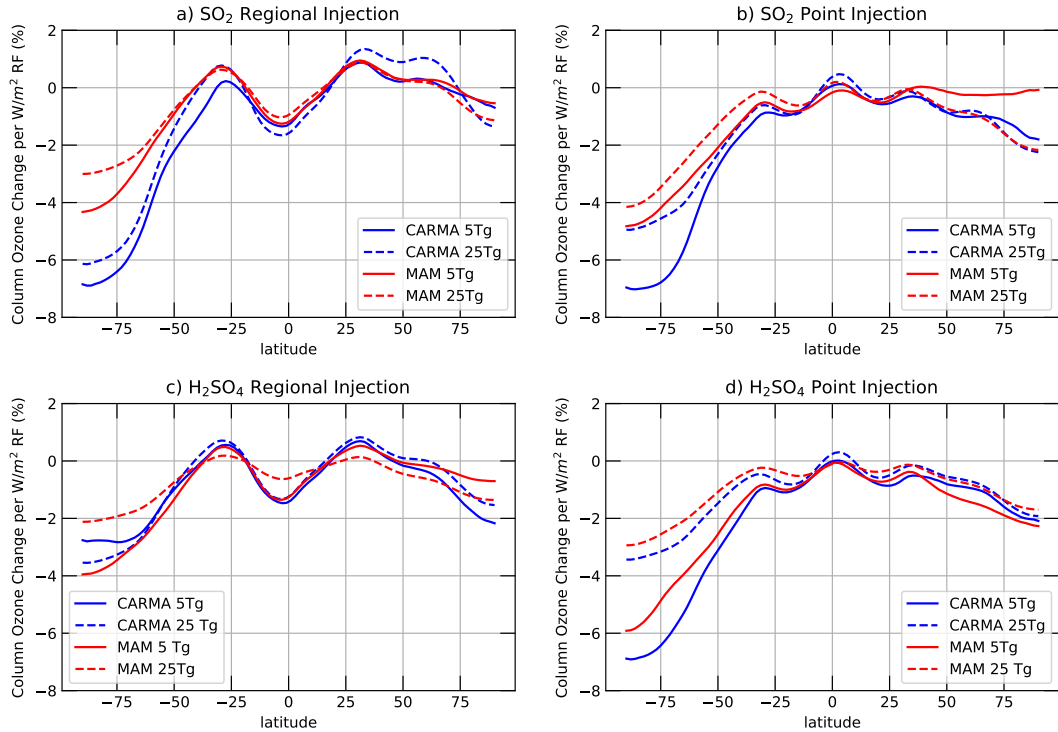 a) SO₂ Regional Injection
Column Ozone Change per W/m² RF (%)
2
0
−2
−4
−6
−8
−75
−50
−25
0
25
50
75
latitude
CARMA 5Tg
CARMA 25Tg
MAM 5Tg
MAM 25Tg
b) SO₂ Point Injection
Column Ozone Change per W/m² RF (%)
2
0
−2
−4
−6
−8
−75
−50
−25
0
25
50
75
latitude
CARMA 5Tg
CARMA 25Tg
MAM 5Tg
MAM 25Tg
c) H₂SO₄ Regional Injection
Column Ozone Change per W/m² RF (%)
2
0
−2
−4
−6
−8
−75
−50
−25
0
25
50
75
latitude
CARMA 5Tg
CARMA 25 Tg
MAM 5 Tg
MAM 25Tg
d) H₂SO₄ Point Injection
Column Ozone Change per W/m² RF (%)
2
0
−2
−4
−6
−8
−75
−50
−25
0
25
50
75
latitude
CARMA 5Tg
CARMA 25Tg
MAM 5Tg
MAM 25 Tg